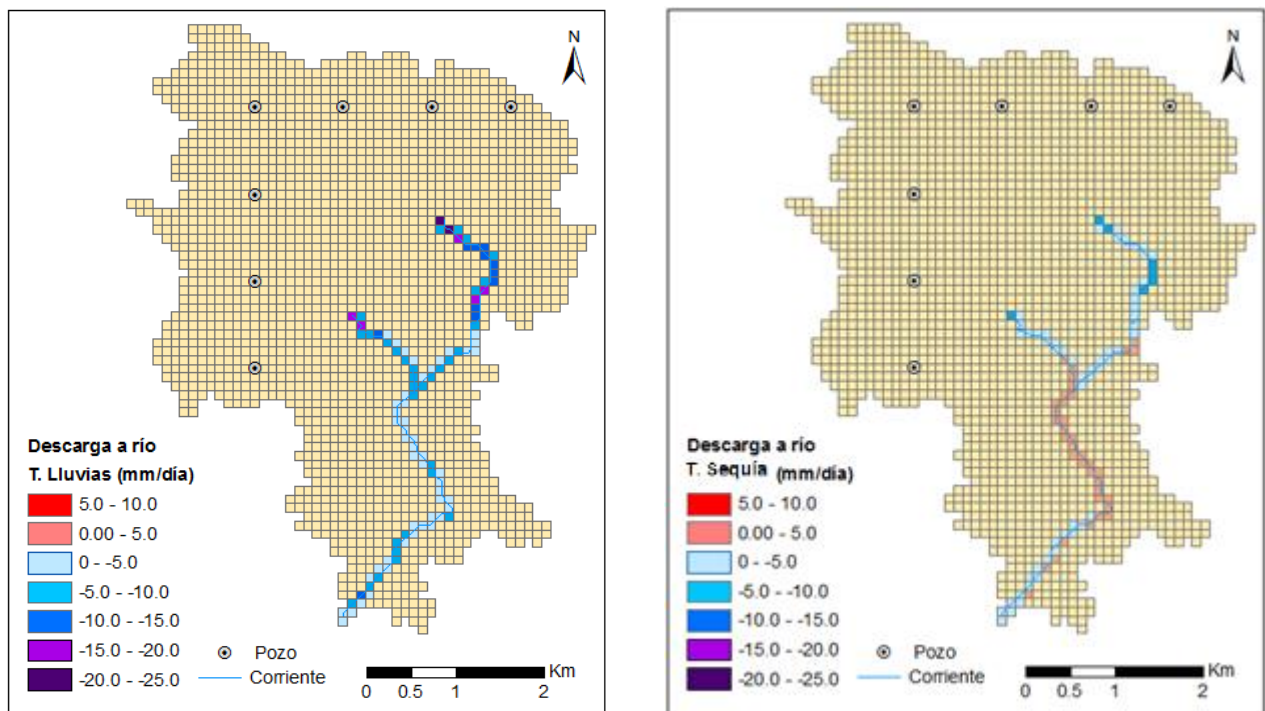 N
Descarga a río
T. Lluvias (mm/día)
5.0 - 10.0
0.00 - 5.0
0 - -5.0
-5.0 - -10.0
-10.0 - -15.0
-15.0 - -20.0
-20.0 - -25.0
Pozo
Corriente
Km
0 0.5 1 2
N
Descarga a río
T. Sequía (mm/día)
5.0 - 10.0
0.00 - 5.0
0 - -5.0
-5.0 - -10.0
-10.0 - -15.0
-15.0 - -20.0
-20.0 - -25.0
Pozo
Corriente
Km
0 0.5 1 2